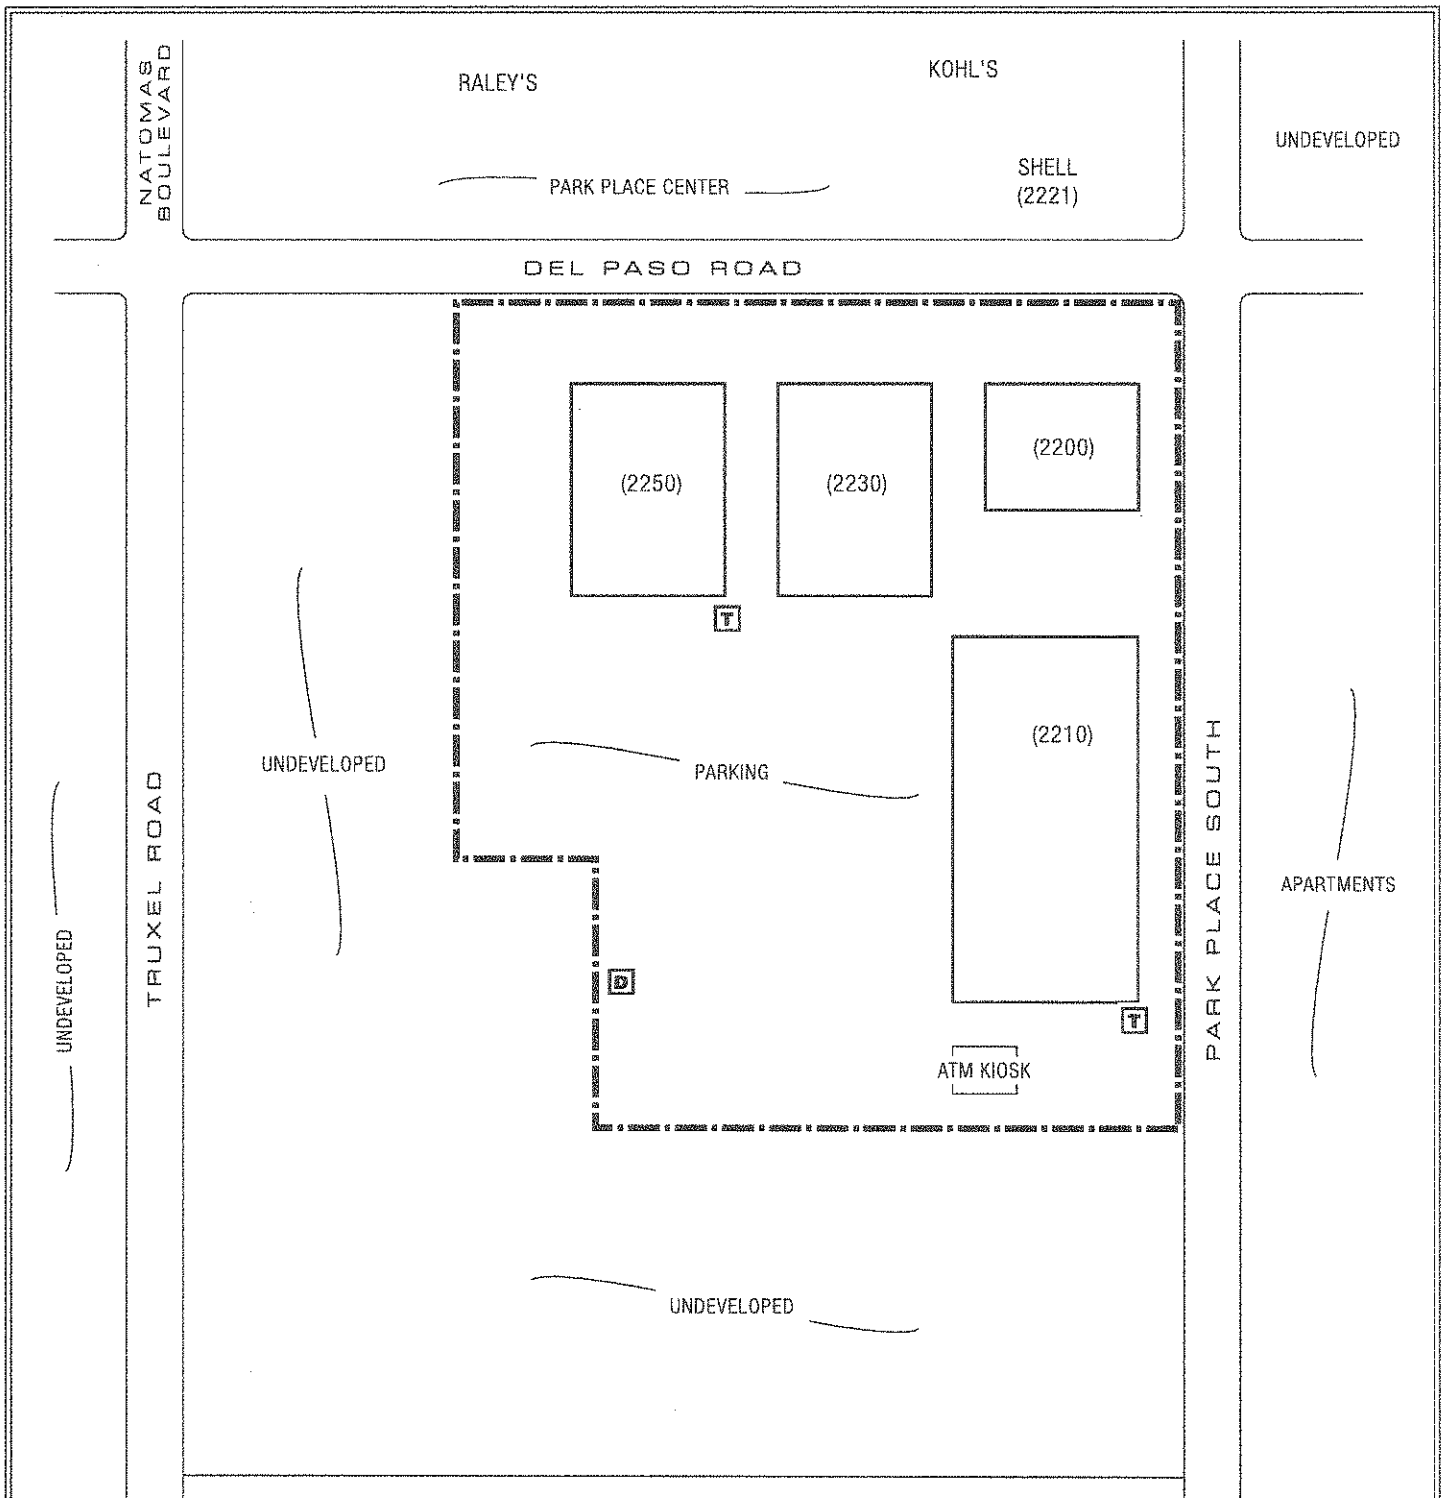 NATOMAS
BOULEVARD
RALEY'S
KOHL'S
UNDEVELOPED
SHELL
(2221)
PARK PLACE CENTER
DEL PASO ROAD
(2250)
(2230)
(2200)
T
(2210)
UNDEVELOPED
PARKING
TRUXEL ROAD
PARK PLACE SOUTH
APARTMENTS
UNDEVELOPED
D
T
ATM KIOSK
UNDEVELOPED